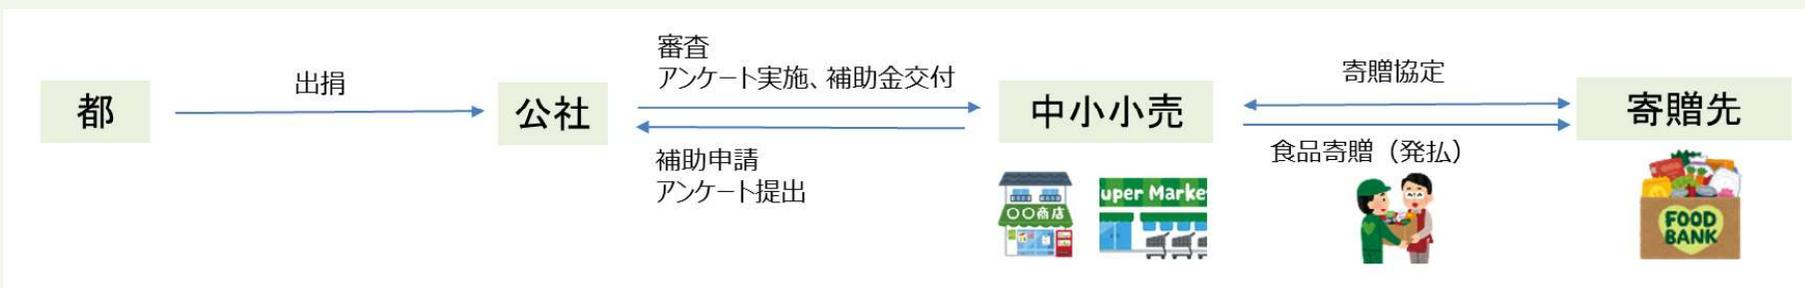 都
出捐
公社
審査
アンケート実施、補助金交付
補助申請
アンケート提出
中小小売
〇〇商店
uper Marke
寄贈協定
食品寄贈（発払）
寄贈先
FOOD
BANK